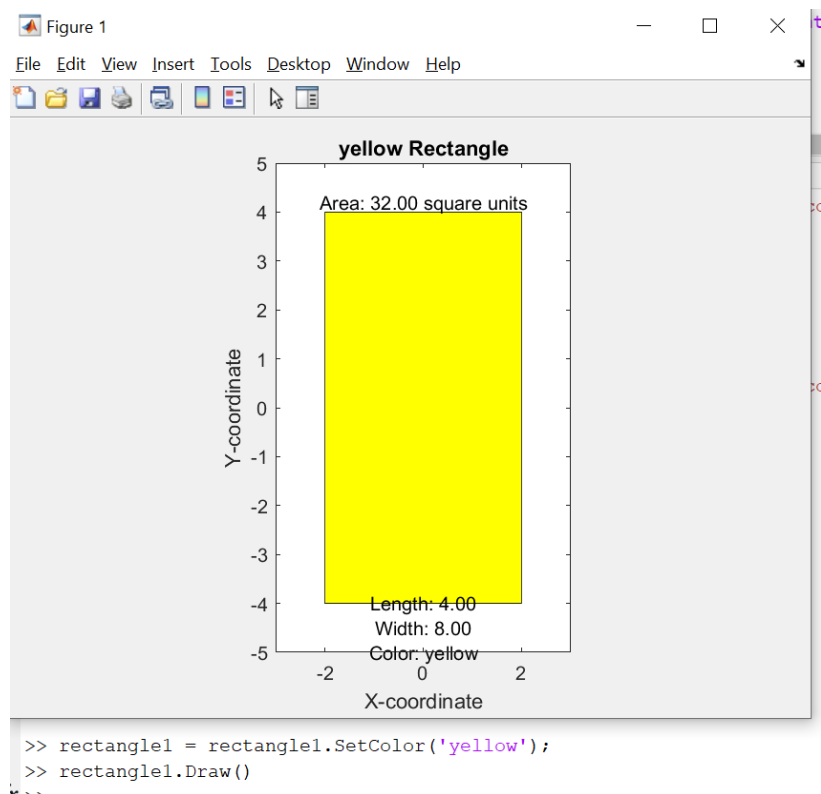 Figure 1
File Edit View Insert Tools Desktop Window Help
yellow Rectangle
Area: 32.00 square units
5
4
3
2
1
0
-1
-2
-3
-4
-5
Y-coordinate
Length: 4.00
Width: 8.00
Color: yellow
-2 0 2
X-coordinate
>> rectangle1 = rectangle1.SetColor('yellow');
>> rectangle1.Draw()